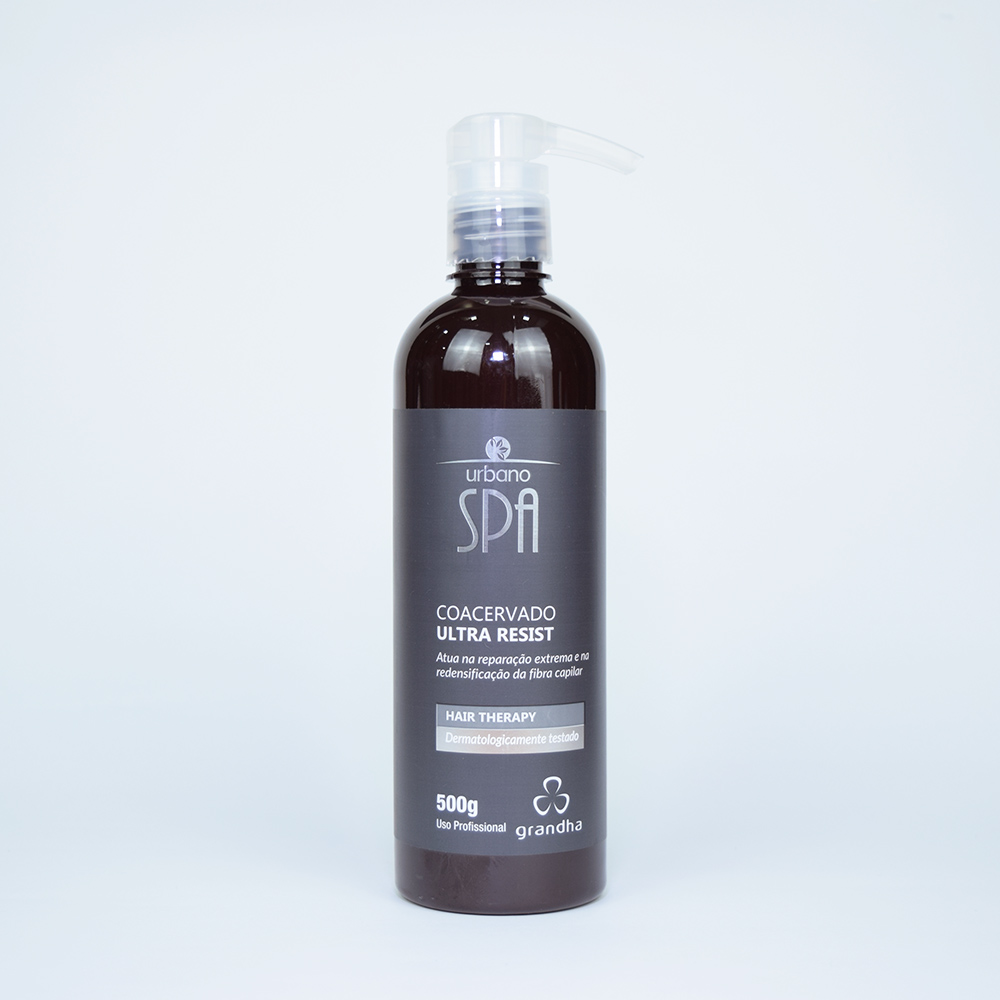 urbano
SPA
COACERVADO
ULTRA RESIST
Atua na reparação extrema e na
redensificação da fibra capilar
HAIR THERAPY
Dermatologicamente testado
500g
Uso Profissional
grandha